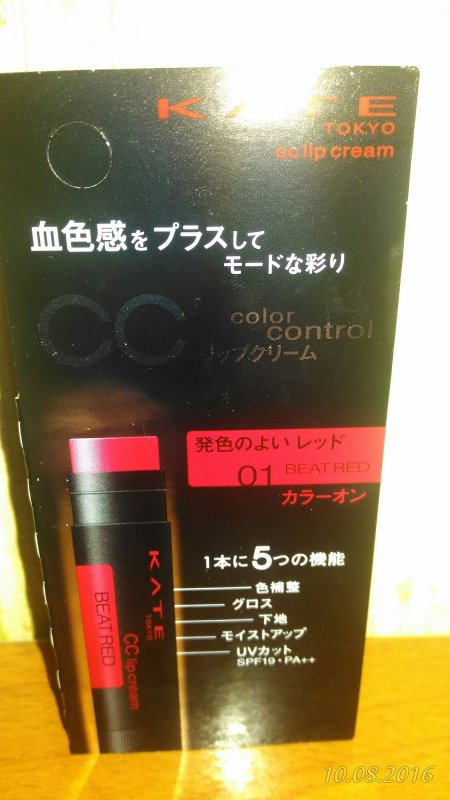 KATE
TOKYO
cc lip cream
血色感をプラスして
モードな彩り
CC color
control
リップクリーム
発色のよい レッド
01 BEAT RED
カラーオン
1本に5つの機能
色補整
グロス
下地
モイストアップ
UVカット
SPF19・PA++
KATE
TOKYO
CC lip cream
BEAT RED
10.08.2016